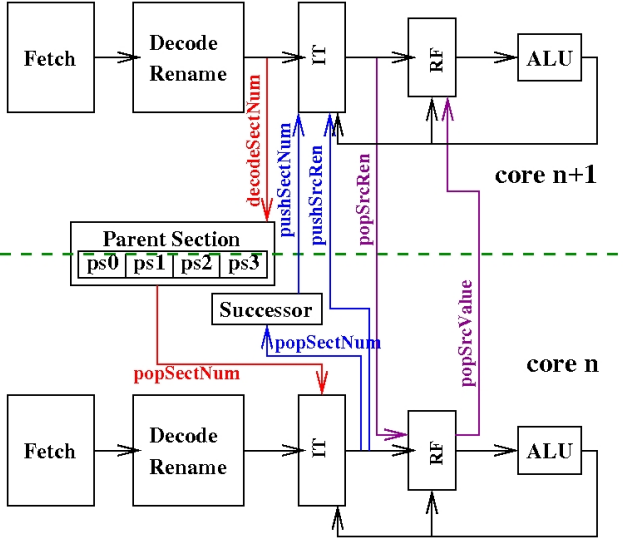 Fetch
Decode
Rename
IT
RF
ALU
decodeSectNum
pushSectNum
pushSrcRen
popSrcRen
popSrcValue
core n+1
Parent Section
ps0 ps1 ps2 ps3
Successor
popSectNum
popSectNum
core n
Fetch
Decode
Rename
IT
RF
ALU